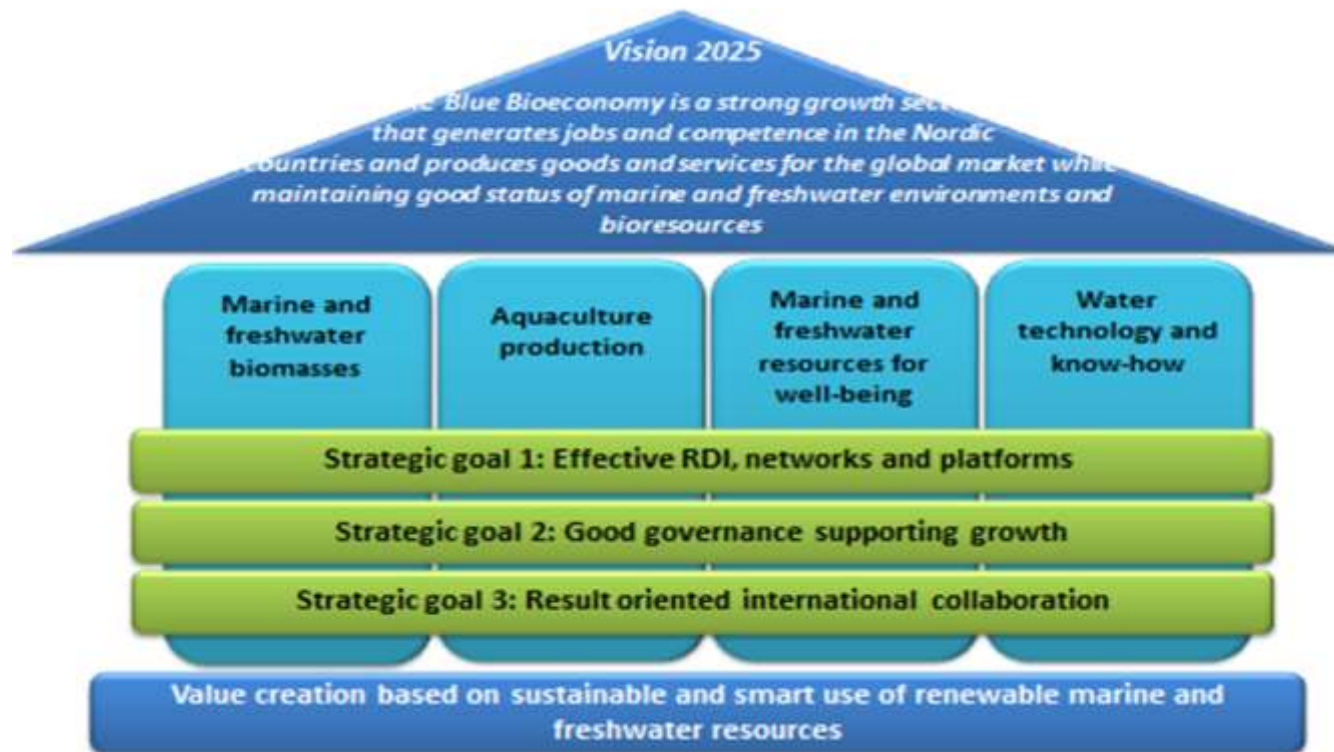 Vision 2025
Blue Bioeconomy is a strong growth
that generates jobs and competence in the Nordic
countries and produces goods and services for the global market while
maintaining good status of marine and freshwater environments and
bioresources
Marine and
freshwater
biomasses
Aquaculture
production
Marine and
freshwater
resources for
well-being
Water
technology and
know-how
Strategic goal 1: Effective RDI, networks and platforms
Strategic goal 2: Good governance supporting growth
Strategic goal 3: Result oriented international collaboration
Value creation based on sustainable and smart use of renewable marine and
freshwater resources